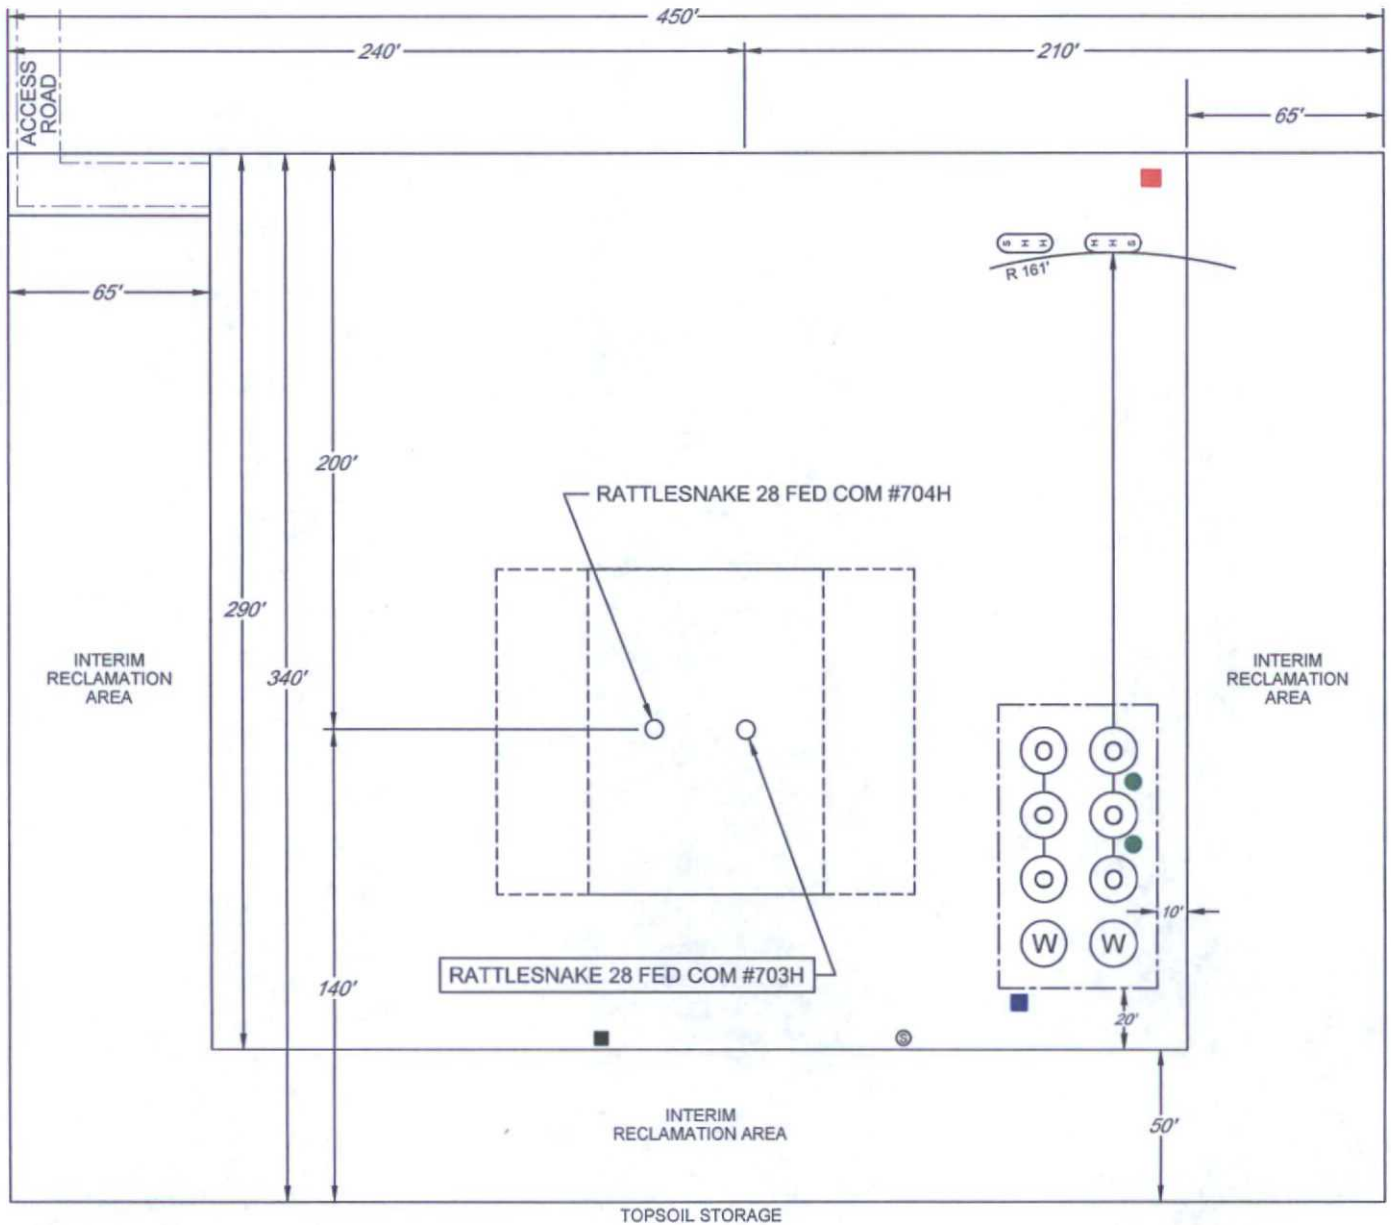 450'
240'
210'
ACCESS
ROAD
65'
S H H
H H S
R 161'
65'
200'
RATTLESNAKE 28 FED COM #704H
290'
INTERIM
RECLAMATION
AREA
340'
INTERIM
RECLAMATION
AREA
O
O
O
O
O
O
10'
W
W
RATTLESNAKE 28 FED COM #703H
140'
20'
S
INTERIM
RECLAMATION AREA
50'
TOPSOIL STORAGE